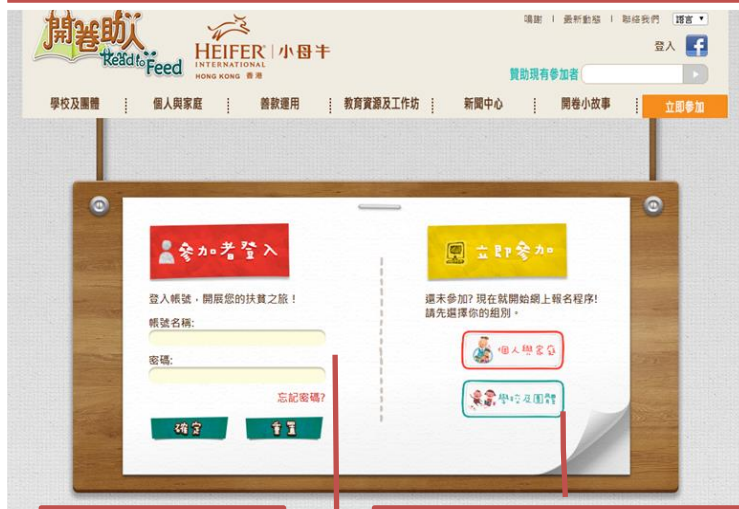 開卷助人
Read to Feed
HEIFER 小母牛
INTERNATIONAL
HONG KONG 香港
鳴謝 | 最新動態 | 聯絡我們 語言 ▼
登入
贊助現有參加者
學校及團體 個人與家庭 善款運用 教育資源及工作坊 新聞中心 開卷小故事 立即參加
參加者登入
登入帳號，開展您的扶貧之旅！
帳號名稱:
密碼:
忘記密碼?
確定 重置
立即參加
還未參加? 現在就開始網上報名程序!
請先選擇你的組別。
個人與家庭
學校及團體